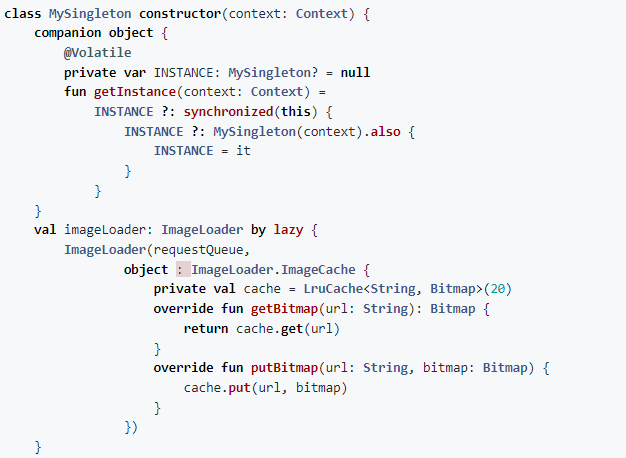 class MySingleton constructor(context: Context) {
    companion object {
        @Volatile
        private var INSTANCE: MySingleton? = null
        fun getInstance(context: Context) =
            INSTANCE ?: synchronized(this) {
                INSTANCE ?: MySingleton(context).also {
                    INSTANCE = it
                }
            }
    }
    val imageLoader: ImageLoader by lazy {
        ImageLoader(requestQueue,
                object : ImageLoader.ImageCache {
                    private val cache = LruCache<String, Bitmap>(20)
                    override fun getBitmap(url: String): Bitmap {
                        return cache.get(url)
                    }
                    override fun putBitmap(url: String, bitmap: Bitmap) {
                        cache.put(url, bitmap)
                    }
                })
    }